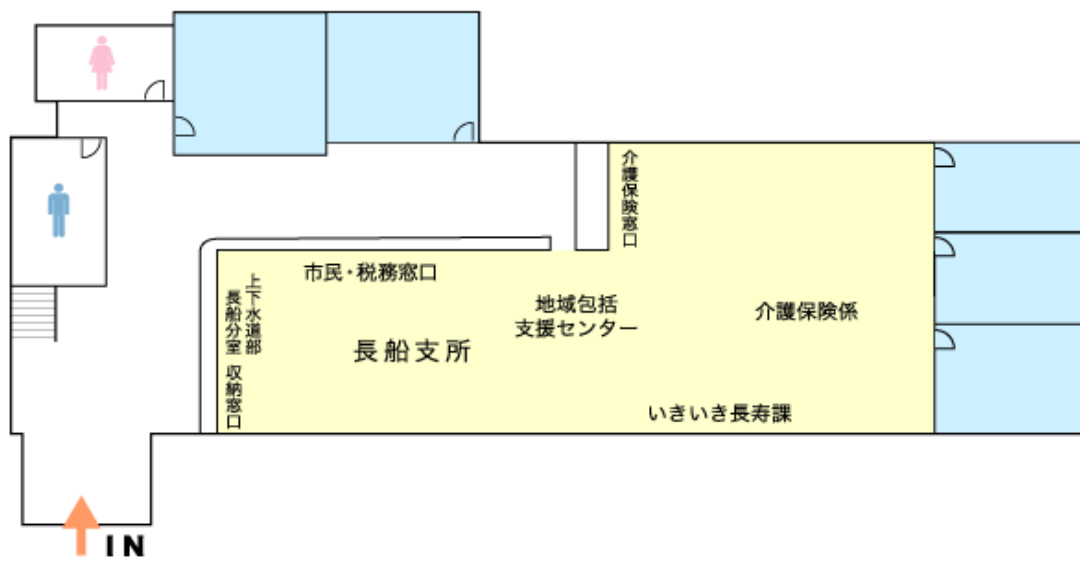 介護保険窓口
市民・税務窓口
上下水道部
長船分室 収納窓口
地域包括
支援センター
介護保険係
長船支所
いきいき長寿課
IN